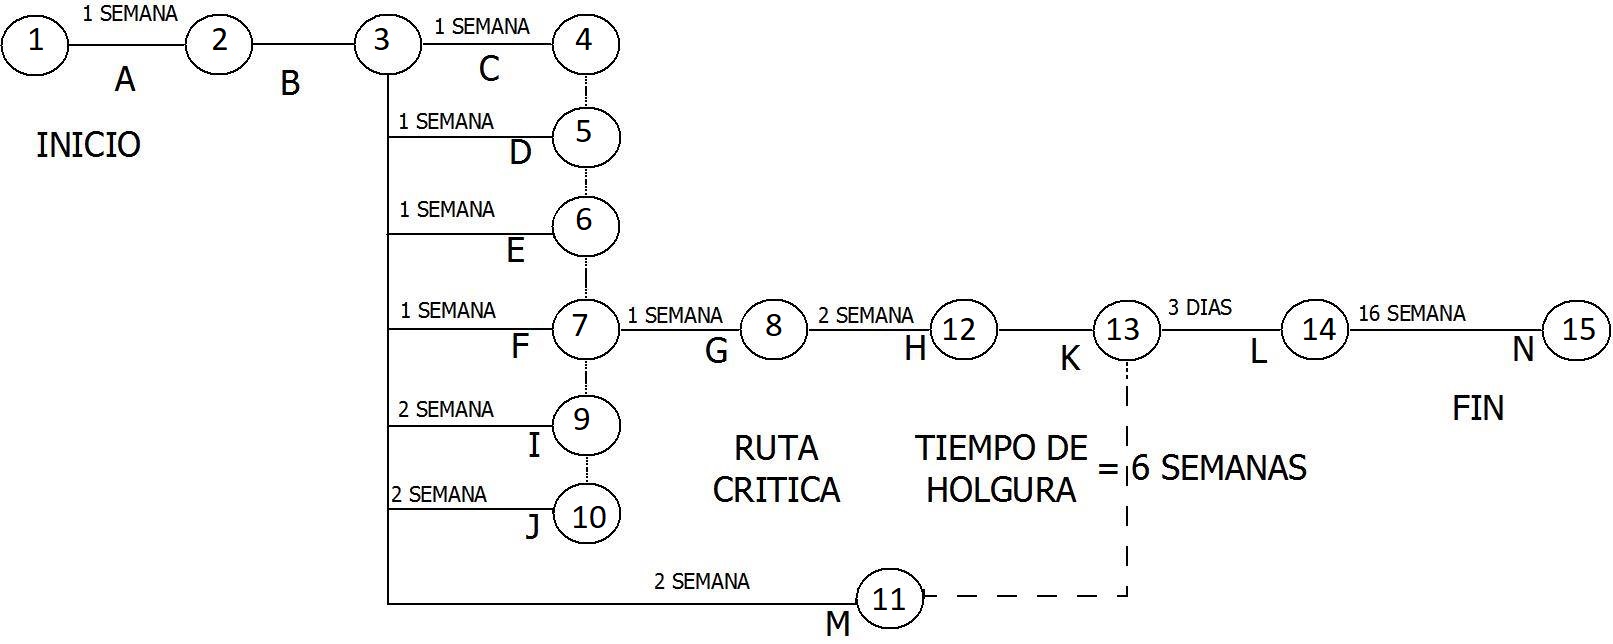 1 SEMANA
1
2
3
1 SEMANA
4
A
B
C
INICIO
1 SEMANA
5
D
1 SEMANA
6
E
1 SEMANA
7
1 SEMANA
8
2 SEMANA
12
13
3 DIAS
14
16 SEMANA
15
F
G
H
K
L
N
FIN
2 SEMANA
9
I
RUTA
CRITICA
TIEMPO DE
HOLGURA
= 6 SEMANAS
2 SEMANA
10
J
2 SEMANA
11
M